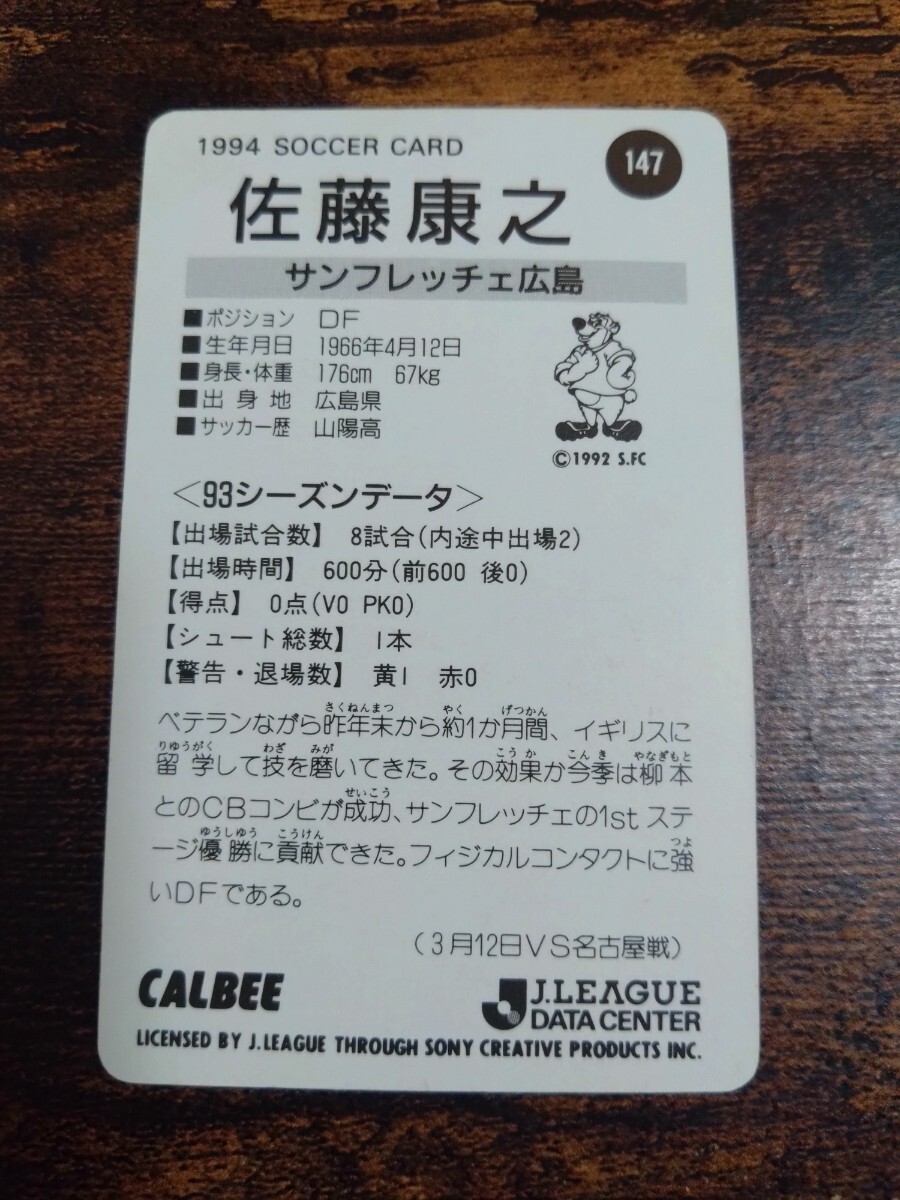 1994 SOCCER CARD
147
佐藤康之
サンフレッチェ広島
■ポジション DF
■生年月日 1966年4月12日
■身長・体重 176cm 67kg
■出身地 広島県
■サッカー歴 山陽高
©1992 S.FC
<93シーズンデータ>
【出場試合数】 8試合(内途中出場2)
【出場時間】 600分(前600 後0)
【得点】 0点(V0 PK0)
【シュート総数】 1本
【警告・退場数】 黄1 赤0
さくねんまつ やく げつかん
ベテランながら昨年末から約1か月間、イギリスに
りゆうがく わざ みが こうか こんき やなぎもと
留学して技を磨いてきた。その効果か今季は柳本
せいこう
とのCBコンビが成功、サンフレッチェの1stステ
ゆうしゆう こうけん つよ
ージ優勝に貢献できた。フィジカルコンタクトに強
いDFである。
(3月12日VS名古屋戦)
CALBEE
J.LEAGUE
DATA CENTER
LICENSED BY J.LEAGUE THROUGH SONY CREATIVE PRODUCTS INC.